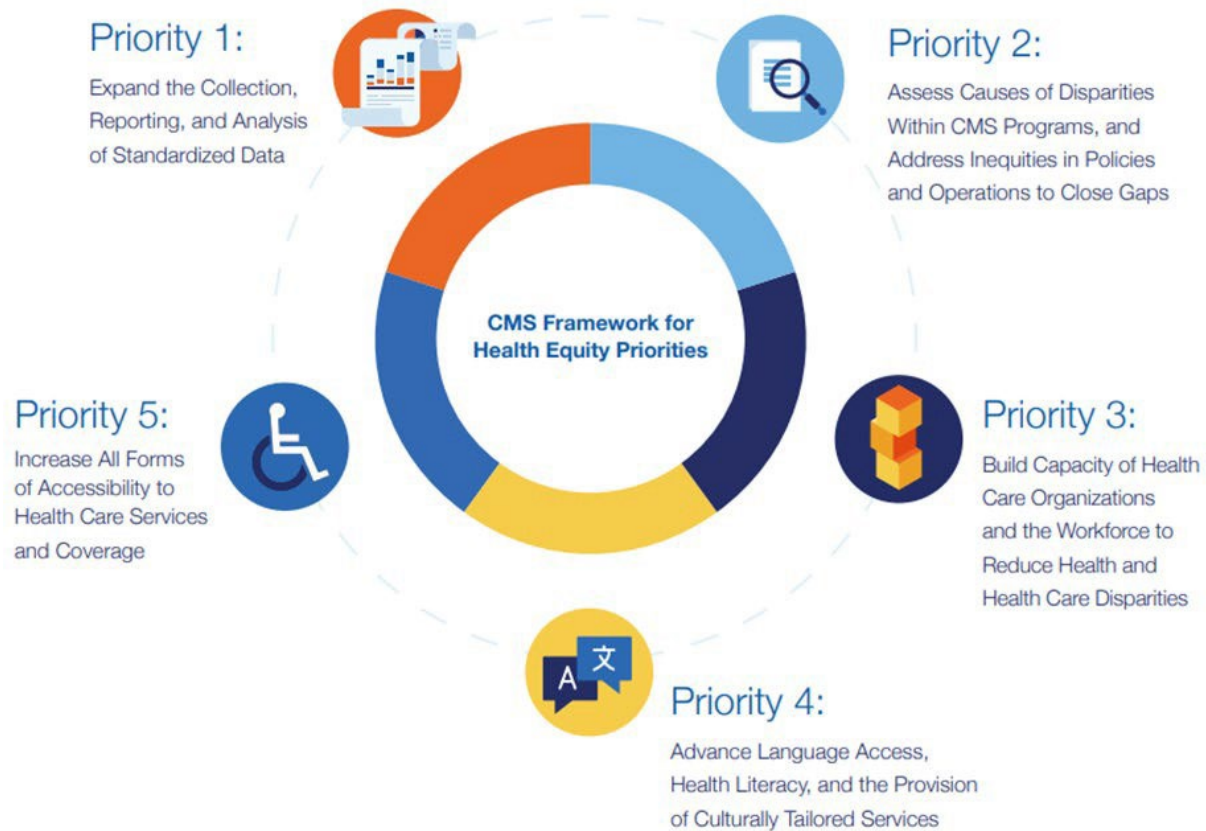 Priority 1:
Expand the Collection,
Reporting, and Analysis
of Standardized Data
Priority 2:
Assess Causes of Disparities
Within CMS Programs, and
Address Inequities in Policies
and Operations to Close Gaps
CMS Framework for
Health Equity Priorities
Priority 3:
Build Capacity of Health
Care Organizations
and the Workforce to
Reduce Health and
Health Care Disparities
Priority 4:
Advance Language Access,
Health Literacy, and the Provision
of Culturally Tailored Services
A 文
Priority 5:
Increase All Forms
of Accessibility to
Health Care Services
and Coverage